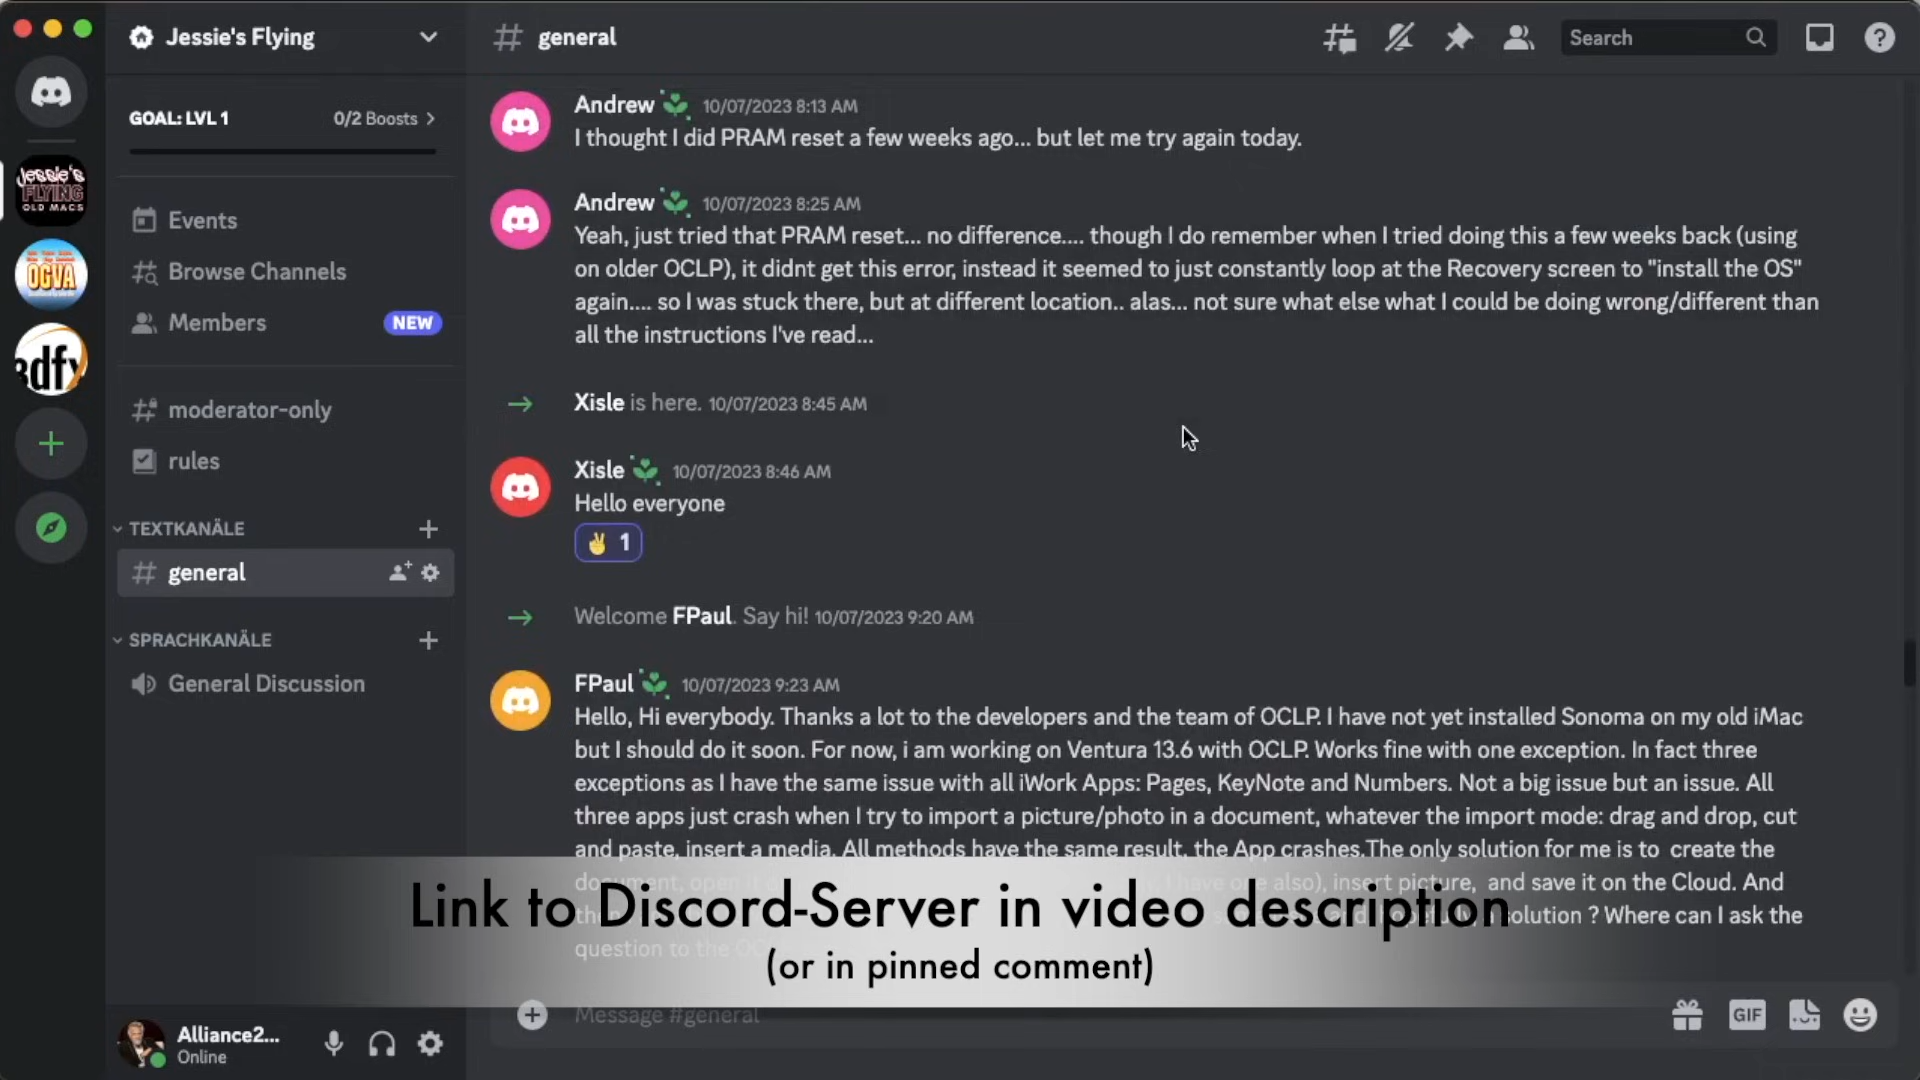 Jessie's Flying
general
Search
GOAL: LVL 1
0/2 Boosts
Jessie's
FLYING
OLD MACS
OGVA
3dfx
Events
Browse Channels
Members
NEW
moderator-only
rules
TEXTKANÄLE
general
SPRACHKANÄLE
General Discussion
Andrew 10/07/2023 8:13 AM
I thought I did PRAM reset a few weeks ago... but let me try again today.
Andrew 10/07/2023 8:25 AM
Yeah, just tried that PRAM reset... no difference.... though I do remember when I tried doing this a few weeks back (using
on older OCLP), it didnt get this error, instead it seemed to just constantly loop at the Recovery screen to "install the OS"
again.... so I was stuck there, but at different location.. alas... not sure what else what I could be doing wrong/different than
all the instructions I've read...
Xisle is here. 10/07/2023 8:45 AM
Xisle 10/07/2023 8:46 AM
Hello everyone
1
Welcome FPaul. Say hi! 10/07/2023 9:20 AM
FPaul 10/07/2023 9:23 AM
Hello, Hi everybody. Thanks a lot to the developers and the team of OCLP. I have not yet installed Sonoma on my old iMac
but I should do it soon. For now, i am working on Ventura 13.6 with OCLP. Works fine with one exception. In fact three
exceptions as I have the same issue with all iWork Apps: Pages, KeyNote and Numbers. Not a big issue but an issue. All
three apps just crash when I try to import a picture/photo in a document, whatever the import mode: drag and drop, cut
and paste, insert a media. All methods have the same result, the App crashes.The only solution for me is to create the
document, I have one also), insert picture, and save it on the Cloud. And
solution ? Where can I ask the
question to the
Link to Discord-Server in video description
(or in pinned comment)
Message #general
GIF
Alliance2...
Online